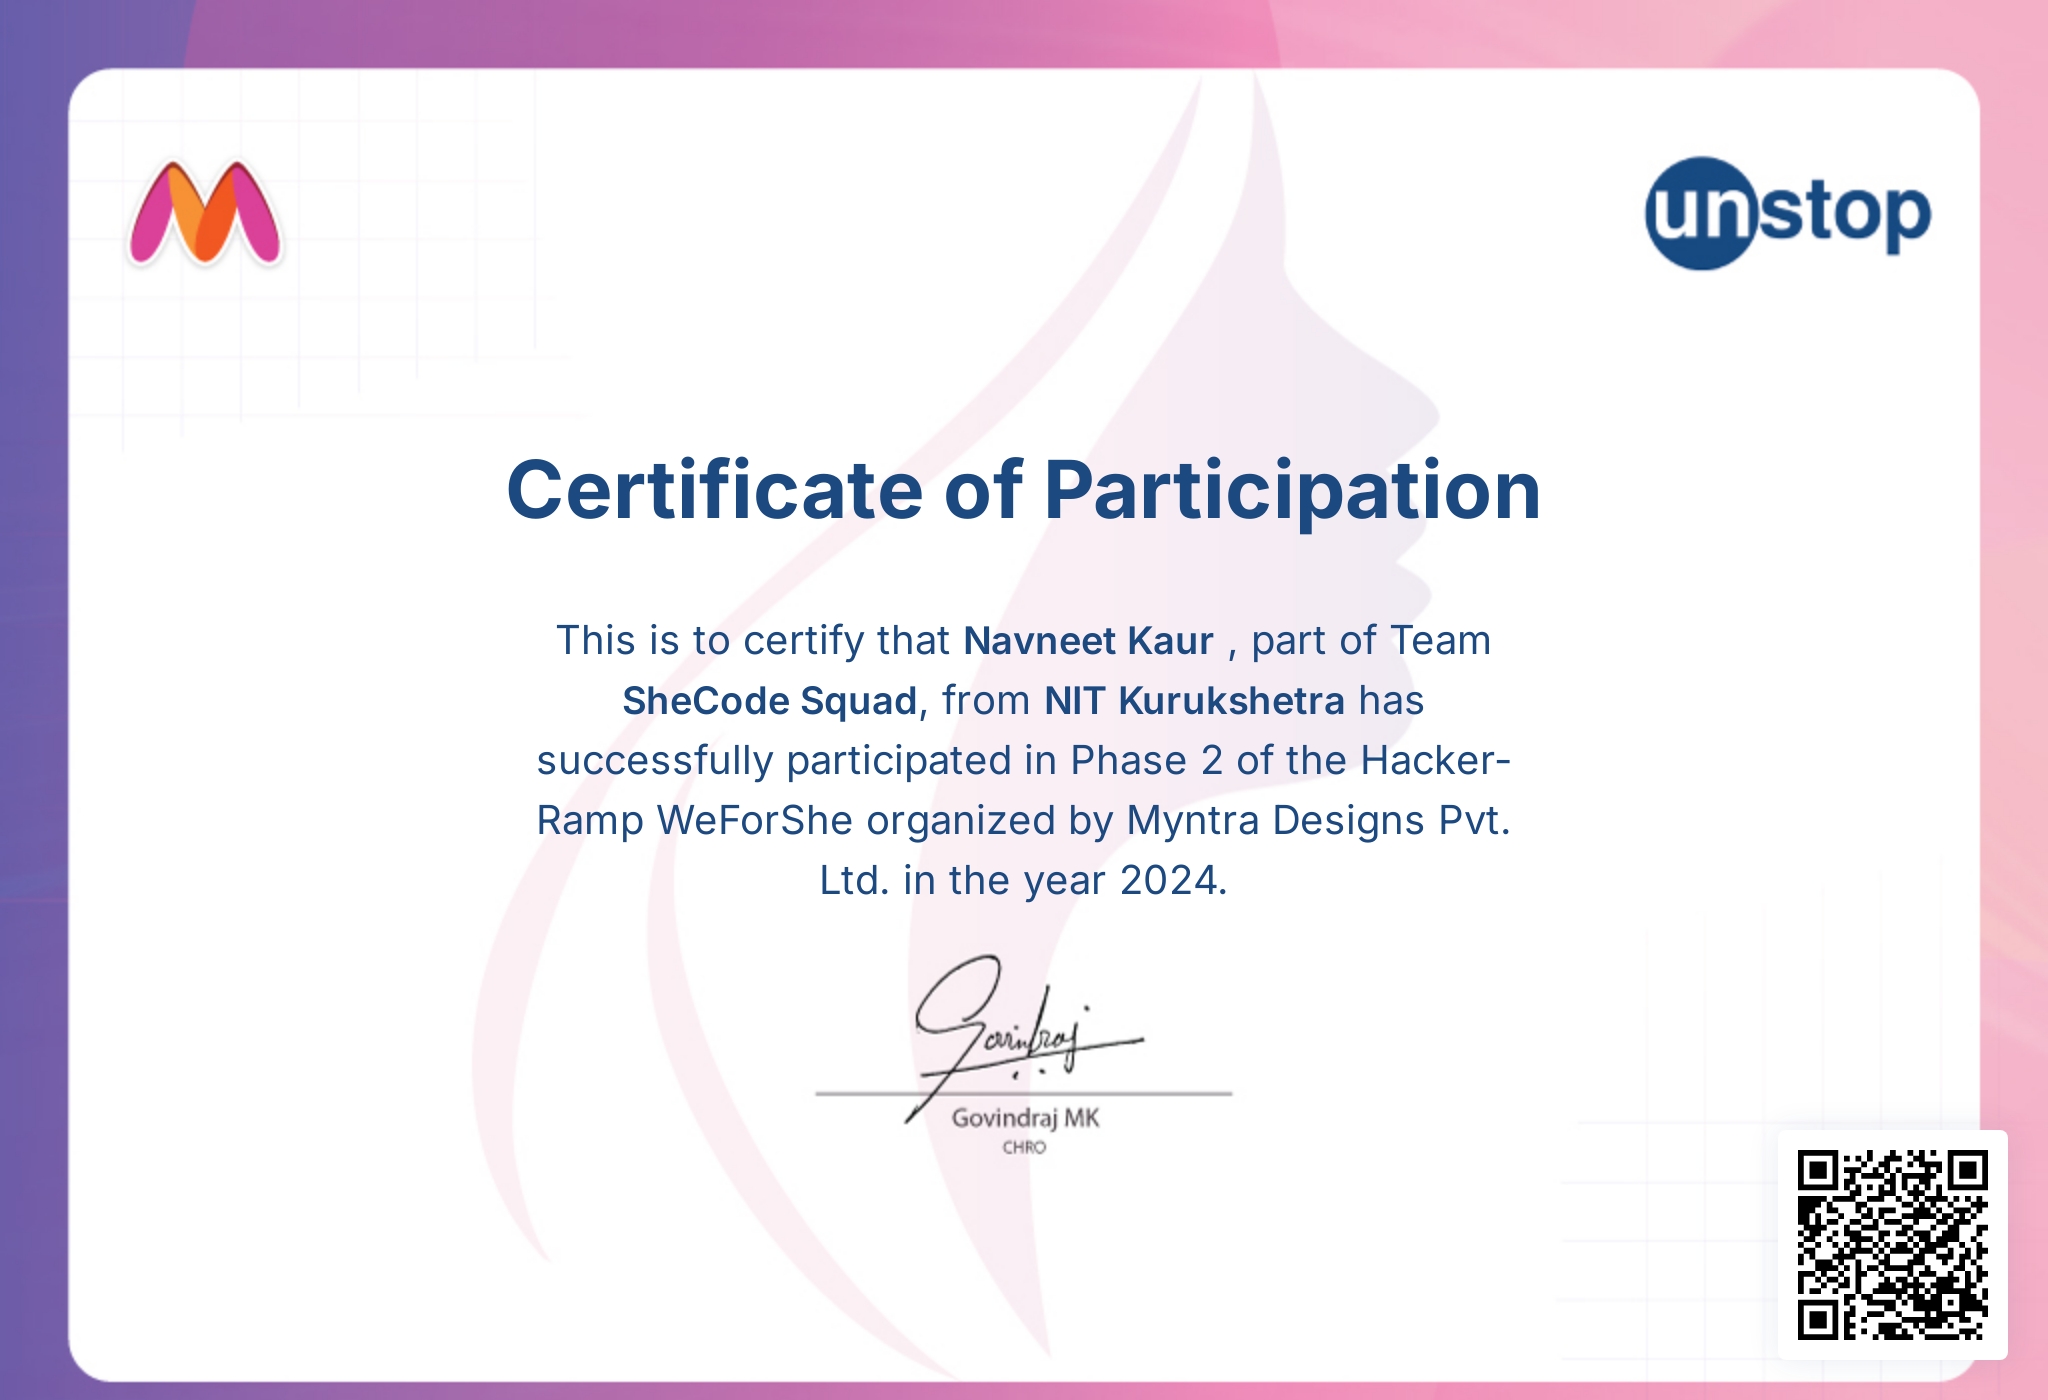 unstop
Certificate of Participation
This is to certify that Navneet Kaur , part of Team
SheCode Squad, from NIT Kurukshetra has
successfully participated in Phase 2 of the Hacker-
Ramp WeForShe organized by Myntra Designs Pvt.
Ltd. in the year 2024.
Govindraj
Govindraj MK
CHRO